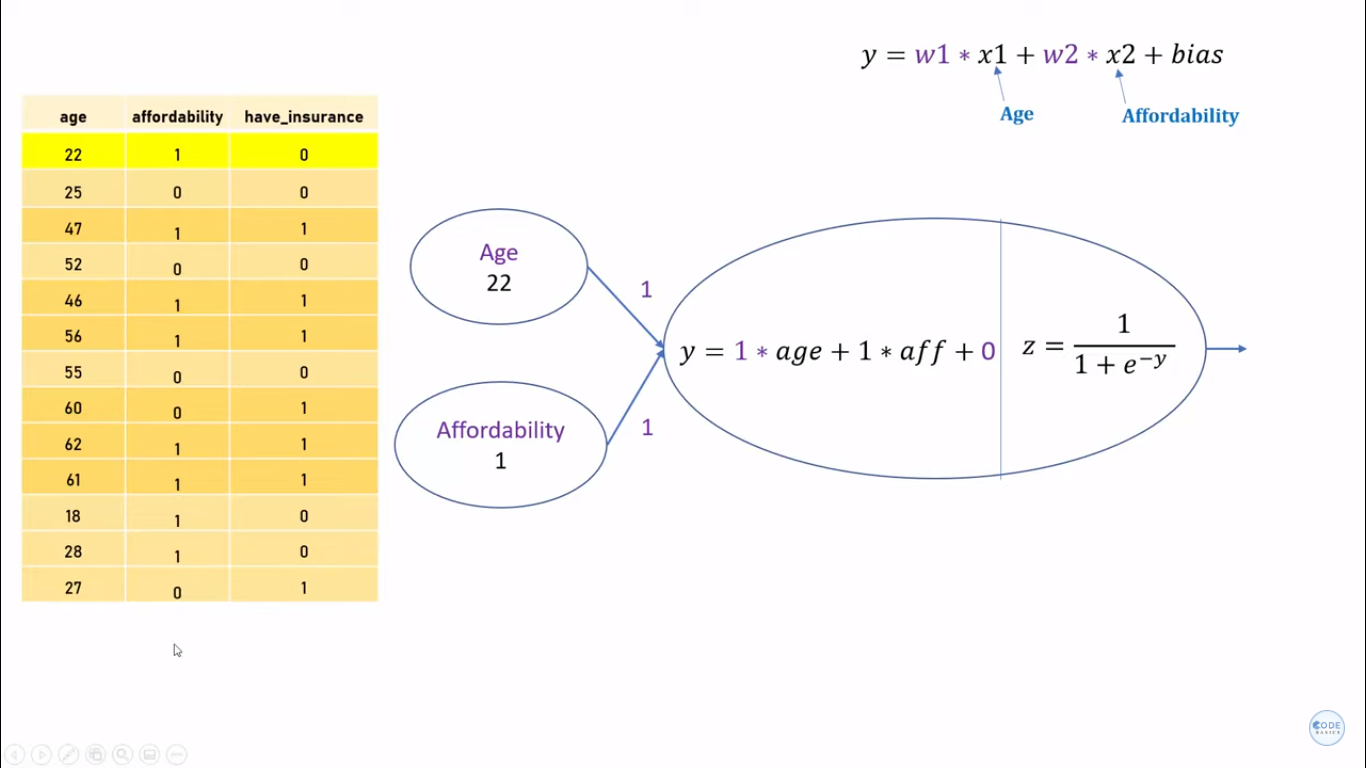 y = w1 * x1 + w2 * x2 + bias
Age
Affordability
age affordability have_insurance
22 1 0
25 0 0
47 1 1
52 0 0
46 1 1
56 1 1
55 0 0
60 0 1
62 1 1
61 1 1
18 1 0
28 1 0
27 0 1
Age
22
1
Affordability
1
1
y = 1 * age + 1 * aff + 0
z = 1 / 1 + e^-y
CODE
BASICS